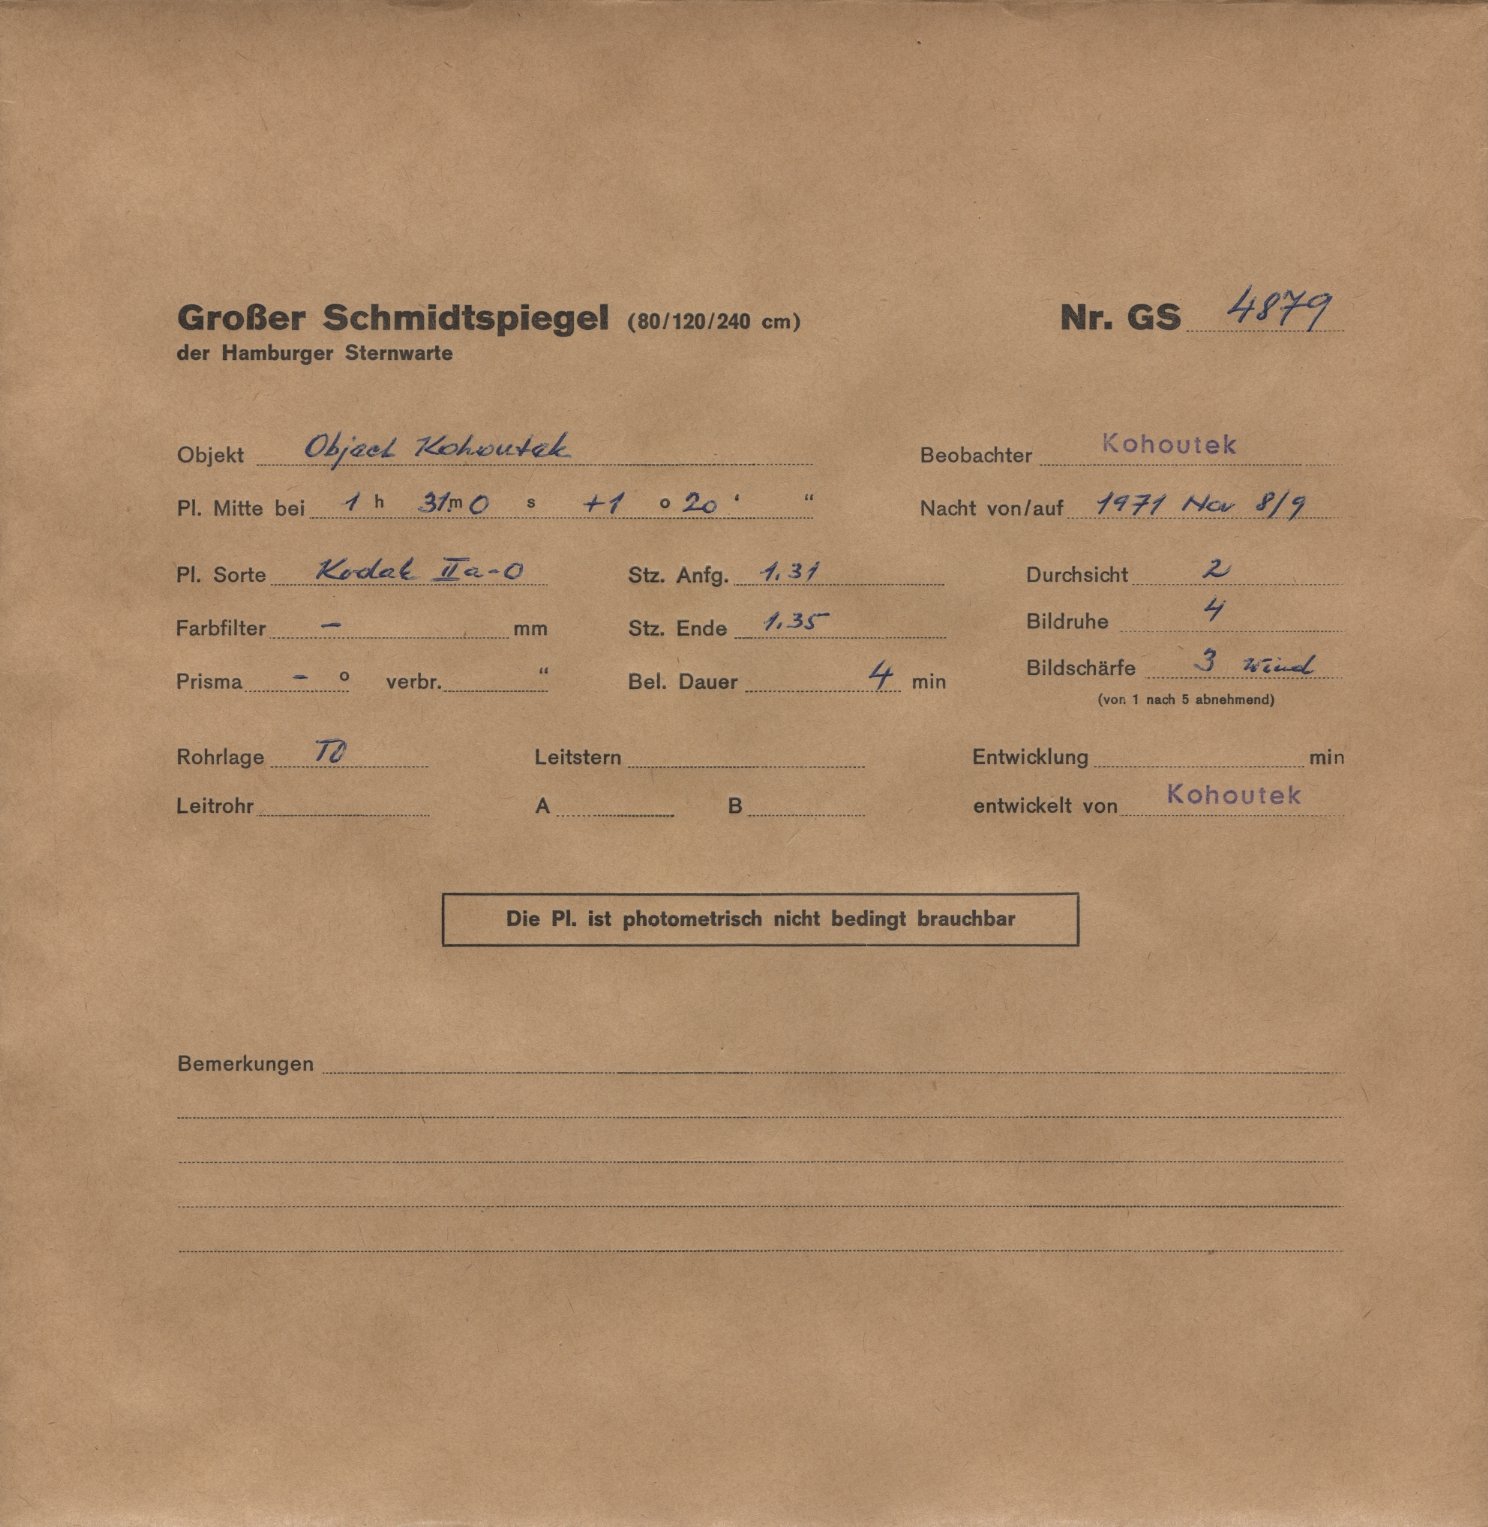 Großer Schmidtspiegel (80/120/240 cm) Nr. GS 4879
der Hamburger Sternwarte
Objekt Object Kohoutek Beobachter Kohoutek
Pl. Mitte bei 1 h 31m 0 s +1 o 20 ‘ “ Nacht von/auf 1971 Nov 8/9
Pl. Sorte Kodak IIa-O Stz. Anfg. 1.31 Durchsicht 2
Farbfilter – mm Stz. Ende 1.35 Bildruhe 4
Prisma – o verbr. “ Bel. Dauer 4 min Bildschärfe 3 wind
(von 1 nach 5 abnehmend)
Rohrlage Leitstern Entwicklung min
Leitrohr A B entwickelt von Kohoutek
Die Pl. ist photometrisch nicht bedingt brauchbar
Bemerkungen